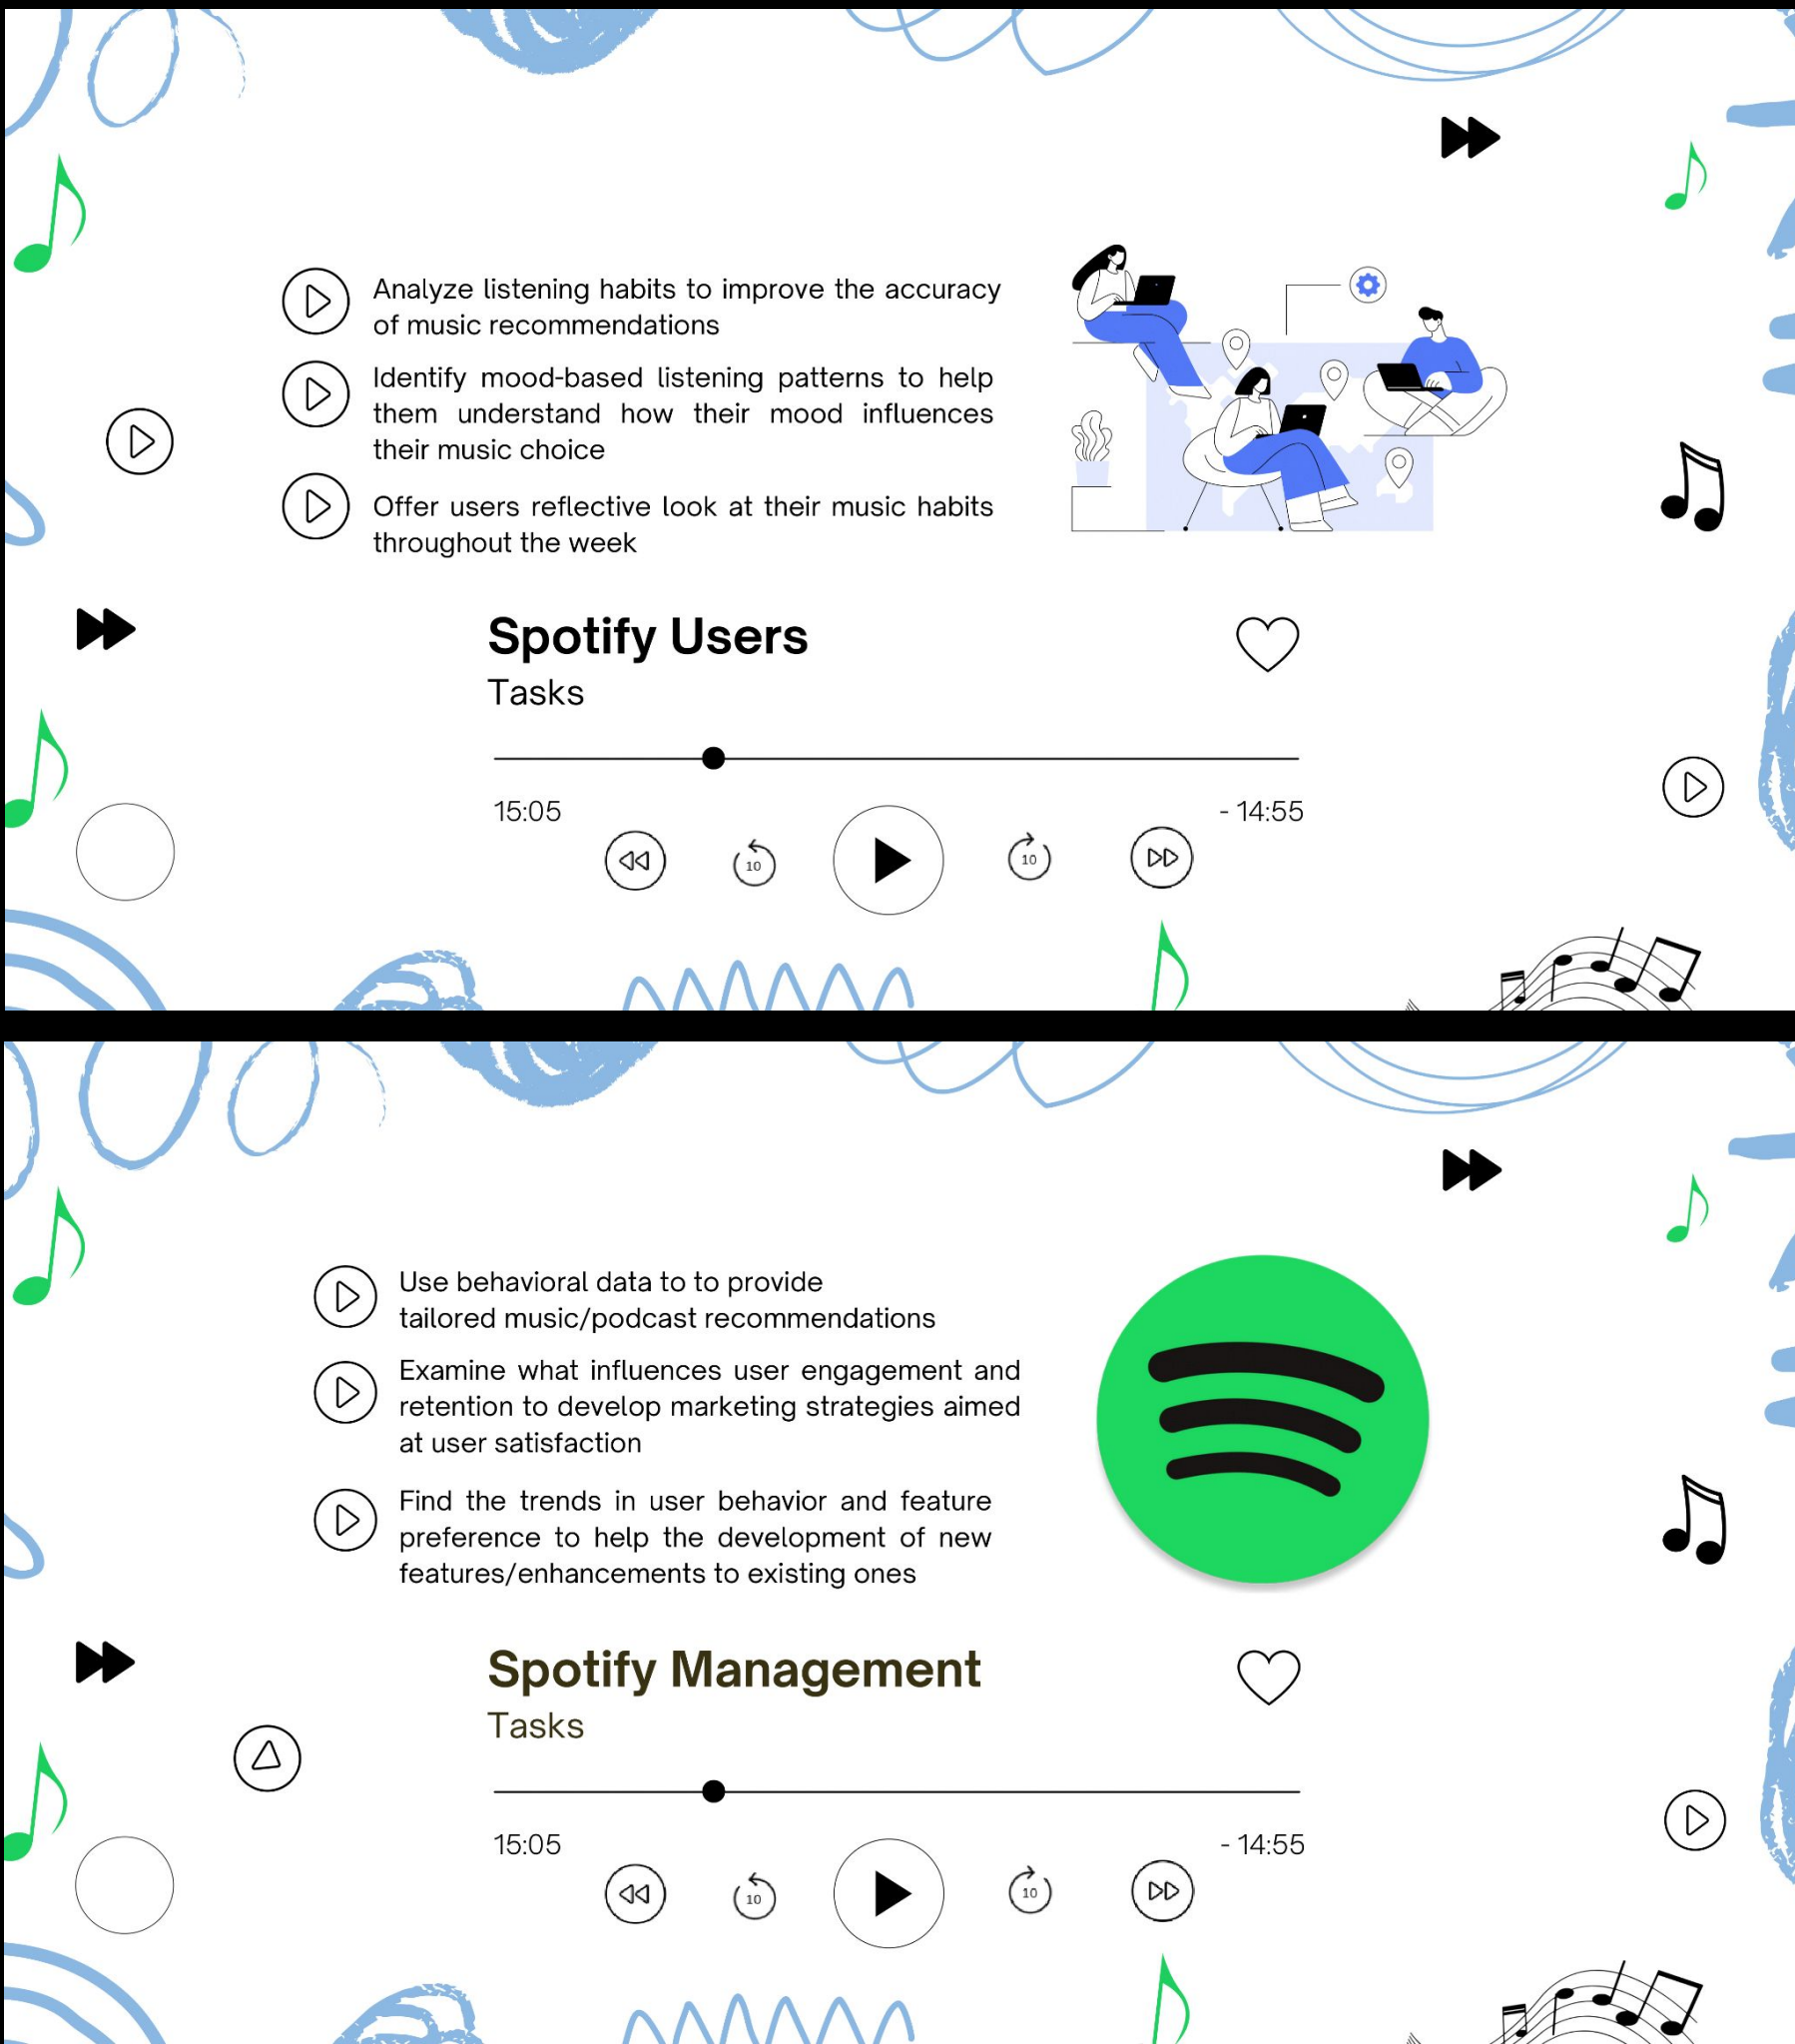 Analyze listening habits to improve the accuracy
of music recommendations
Identify mood-based listening patterns to help
them understand how their mood influences
their music choice
Offer users reflective look at their music habits
throughout the week
Spotify Users
Tasks
15:05
- 14:55
10
10
Use behavioral data to to provide
tailored music/podcast recommendations
Examine what influences user engagement and
retention to develop marketing strategies aimed
at user satisfaction
Find the trends in user behavior and feature
preference to help the development of new
features/enhancements to existing ones
Spotify Management
Tasks
15:05
- 14:55
10
10